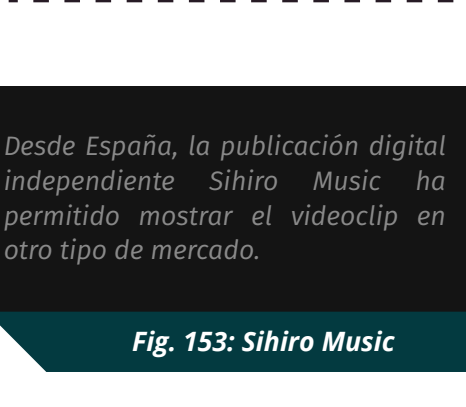 Desde España, la publicación digital
independiente Sihiro Music ha
permitido mostrar el videoclip en
otro tipo de mercado.
Fig. 153: Sihiro Music